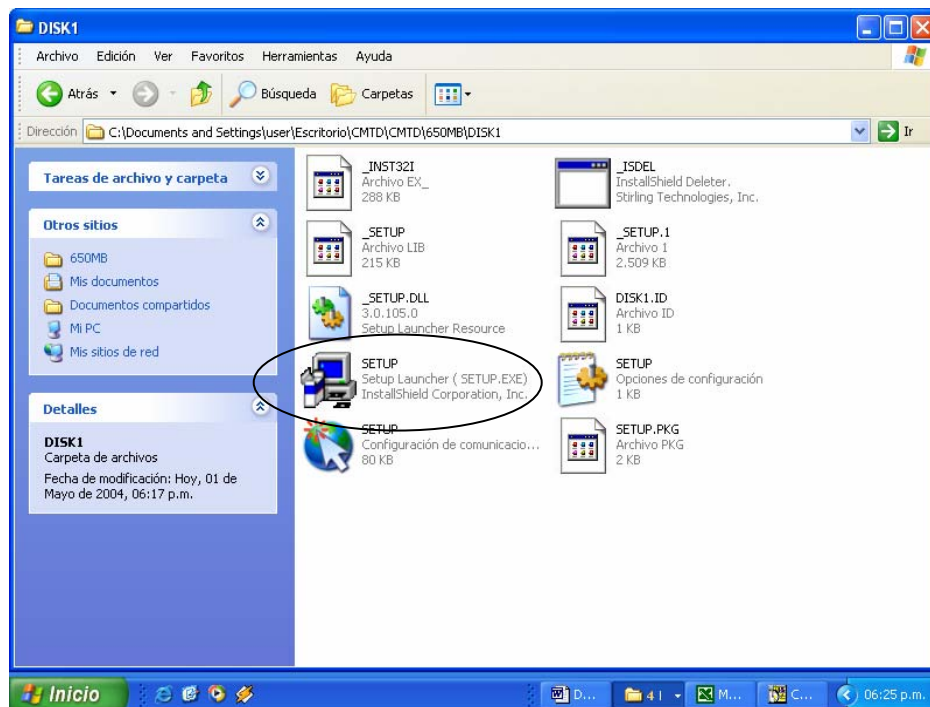 DISK1
Archivo Edición Ver Favoritos Herramientas Ayuda
Atrás Búsqueda Carpetas
Dirección C:\Documents and Settings\user\Escritorio\CMTD\CMTD\650MB\DISK1 Ir
Tareas de archivo y carpeta
Otros sitios
650MB
Mis documentos
Documentos compartidos
Mi PC
Mis sitios de red
Detalles
DISK1
Carpeta de archivos
Fecha de modificación: Hoy, 01 de
Mayo de 2004, 06:17 p.m.
_INST32I
Archivo EX_
288 KB
_ISDEL
InstallShield Deleter.
Stirling Technologies, Inc.
_SETUP
Archivo LIB
215 KB
_SETUP.1
Archivo 1
2.509 KB
_SETUP.DLL
3.0.105.0
Setup Launcher Resource
DISK1.ID
Archivo ID
1 KB
SETUP
Setup Launcher ( SETUP.EXE)
InstallShield Corporation, Inc.
SETUP
Opciones de configuración
1 KB
SETUP
Configuración de comunicacio...
80 KB
SETUP.PKG
Archivo PKG
2 KB
Inicio D... 4 M... C... 06:25 p.m.